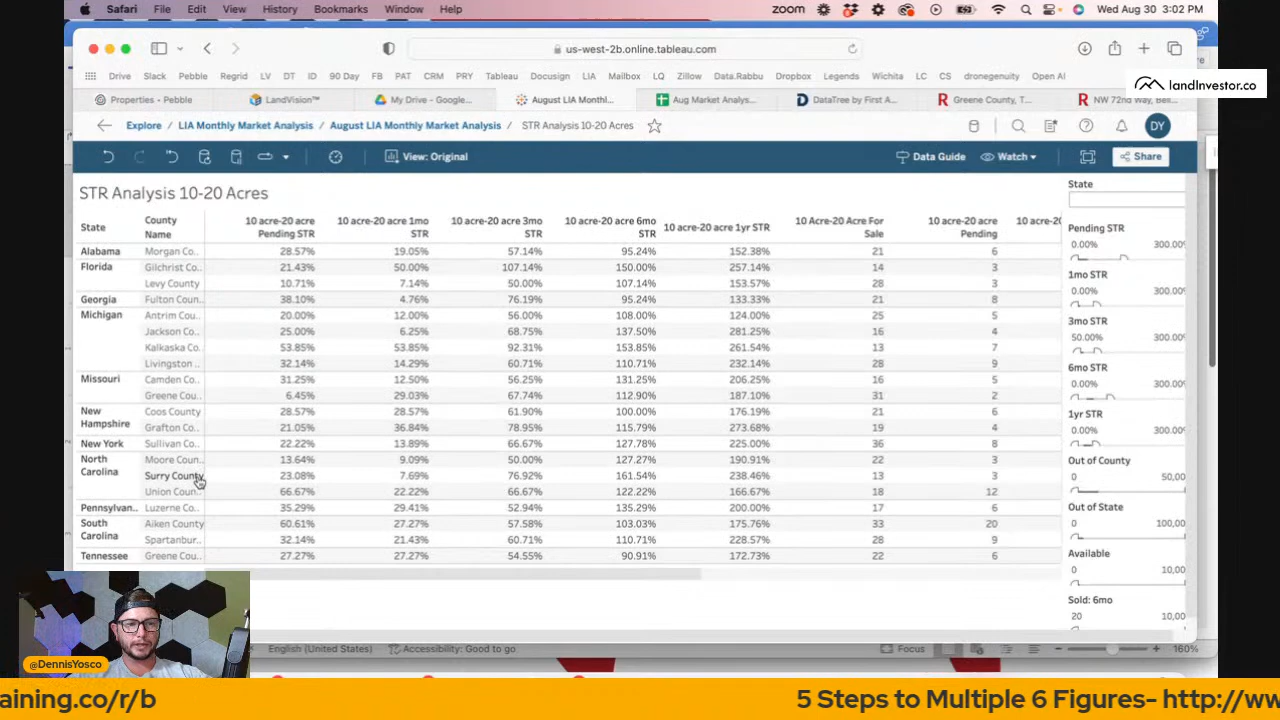 Safari File Edit View History Bookmarks Window Help zoom Wed Aug 30 3:02 PM
us-west-2b.online.tableau.com
Drive Slack Pebble Regrid LV DT ID 90 Day FB PAT CRM PRY Tableau Docusign LIA Mailbox LQ Zillow Data.Rabbu Dropbox Legends Wichita LC CS dronegenuity Open AI
landInvestor.co
Properties - Pebble LandVision™ My Drive - Google... August LIA Monthl... Aug Market Analys... DataTree by First A... Greene County, T... NW 72nd Way, Bell...
Explore / LIA Monthly Market Analysis / August LIA Monthly Market Analysis / STR Analysis 10-20 Acres DY
View: Original Data Guide Watch Share
STR Analysis 10-20 Acres
State
County Name
10 acre-20 acre Pending STR
10 acre-20 acre 1mo STR
10 acre-20 acre 3mo STR
10 acre-20 acre 6mo STR
10 acre-20 acre 1yr STR
10 Acre-20 Acre For Sale
10 acre-20 acre Pending
Alabama Morgan Co.. 28.57% 19.05% 57.14% 95.24% 152.38% 21 6
Florida Gilchrist Co.. 21.43% 50.00% 107.14% 150.00% 257.14% 14 3
Levy County 10.71% 7.14% 50.00% 107.14% 153.57% 28 3
Georgia Fulton Coun.. 38.10% 4.76% 76.19% 95.24% 133.33% 21 8
Michigan Antrim Cou.. 20.00% 12.00% 56.00% 108.00% 124.00% 25 5
Jackson Co.. 25.00% 6.25% 68.75% 137.50% 281.25% 16 4
Kalkaska Co.. 53.85% 53.85% 92.31% 153.85% 261.54% 13 7
Livingston .. 32.14% 14.29% 60.71% 110.71% 232.14% 28 9
Missouri Camden Co.. 31.25% 12.50% 56.25% 131.25% 206.25% 16 5
Greene Cou.. 6.45% 29.03% 67.74% 112.90% 187.10% 31 2
New Hampshire Coos County 28.57% 28.57% 61.90% 100.00% 176.19% 21 6
Grafton Co.. 21.05% 36.84% 78.95% 115.79% 273.68% 19 4
New York Sullivan Co.. 22.22% 13.89% 66.67% 127.78% 225.00% 36 8
North Carolina Moore Coun.. 13.64% 9.09% 50.00% 127.27% 190.91% 22 3
Surry County 23.08% 7.69% 76.92% 161.54% 238.46% 13 3
Union Coun.. 66.67% 22.22% 66.67% 122.22% 166.67% 18 12
Pennsylvan.. Luzerne Co.. 35.29% 29.41% 52.94% 135.29% 200.00% 17 6
South Carolina Aiken County 60.61% 27.27% 57.58% 103.03% 175.76% 33 20
Spartanbur.. 32.14% 21.43% 60.71% 110.71% 228.57% 28 9
Tennessee Greene Cou.. 27.27% 27.27% 54.55% 90.91% 172.73% 22 6
State
Pending STR
0.00% 300.00%
1mo STR
0.00% 300.00%
3mo STR
50.00% 300.00%
6mo STR
0.00% 300.00%
1yr STR
0.00% 300.00%
Out of County
0 50,00
Out of State
0 100,00
Available
0 10,00
Sold: 6mo
20 10,00
English (United States) Accessibility: Good to go Focus 160%
@DennisYosco
aining.co/r/b 5 Steps to Multiple 6 Figures- http://ww